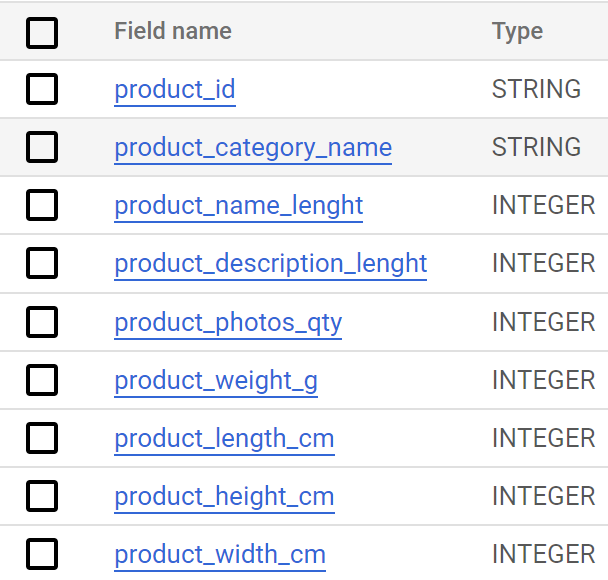 Field name Type
product_id STRING
product_category_name STRING
product_name_lenght INTEGER
product_description_lenght INTEGER
product_photos_qty INTEGER
product_weight_g INTEGER
product_length_cm INTEGER
product_height_cm INTEGER
product_width_cm INTEGER